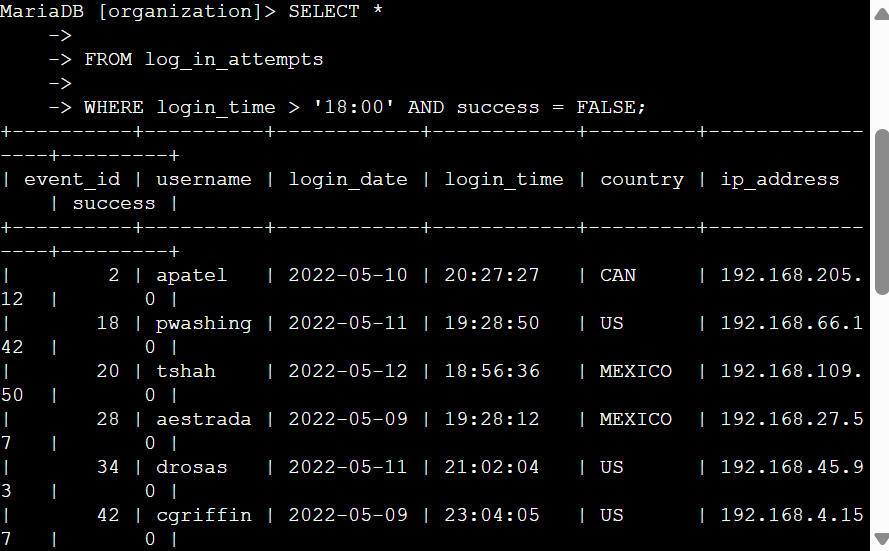 MariaDB [organization]> SELECT *
    ->
    -> FROM log_in_attempts
    ->
    -> WHERE login_time > '18:00' AND success = FALSE;
+----------+----------+------------+------------+---------+-------------
----+---------+
| event_id | username | login_date | login_time | country | ip_address
    | success |
+----------+----------+------------+------------+---------+-------------
----+---------+
|        2 | apatel   | 2022-05-10 | 20:27:27   | CAN     | 192.168.205.
12  |       0 |
|       18 | pwashing | 2022-05-11 | 19:28:50   | US      | 192.168.66.1
42  |       0 |
|       20 | tshah    | 2022-05-12 | 18:56:36   | MEXICO  | 192.168.109.
50  |       0 |
|       28 | aestrada | 2022-05-09 | 19:28:12   | MEXICO  | 192.168.27.5
7   |       0 |
|       34 | drosas   | 2022-05-11 | 21:02:04   | US      | 192.168.45.9
3   |       0 |
|       42 | cgriffin | 2022-05-09 | 23:04:05   | US      | 192.168.4.15
7   |       0 |